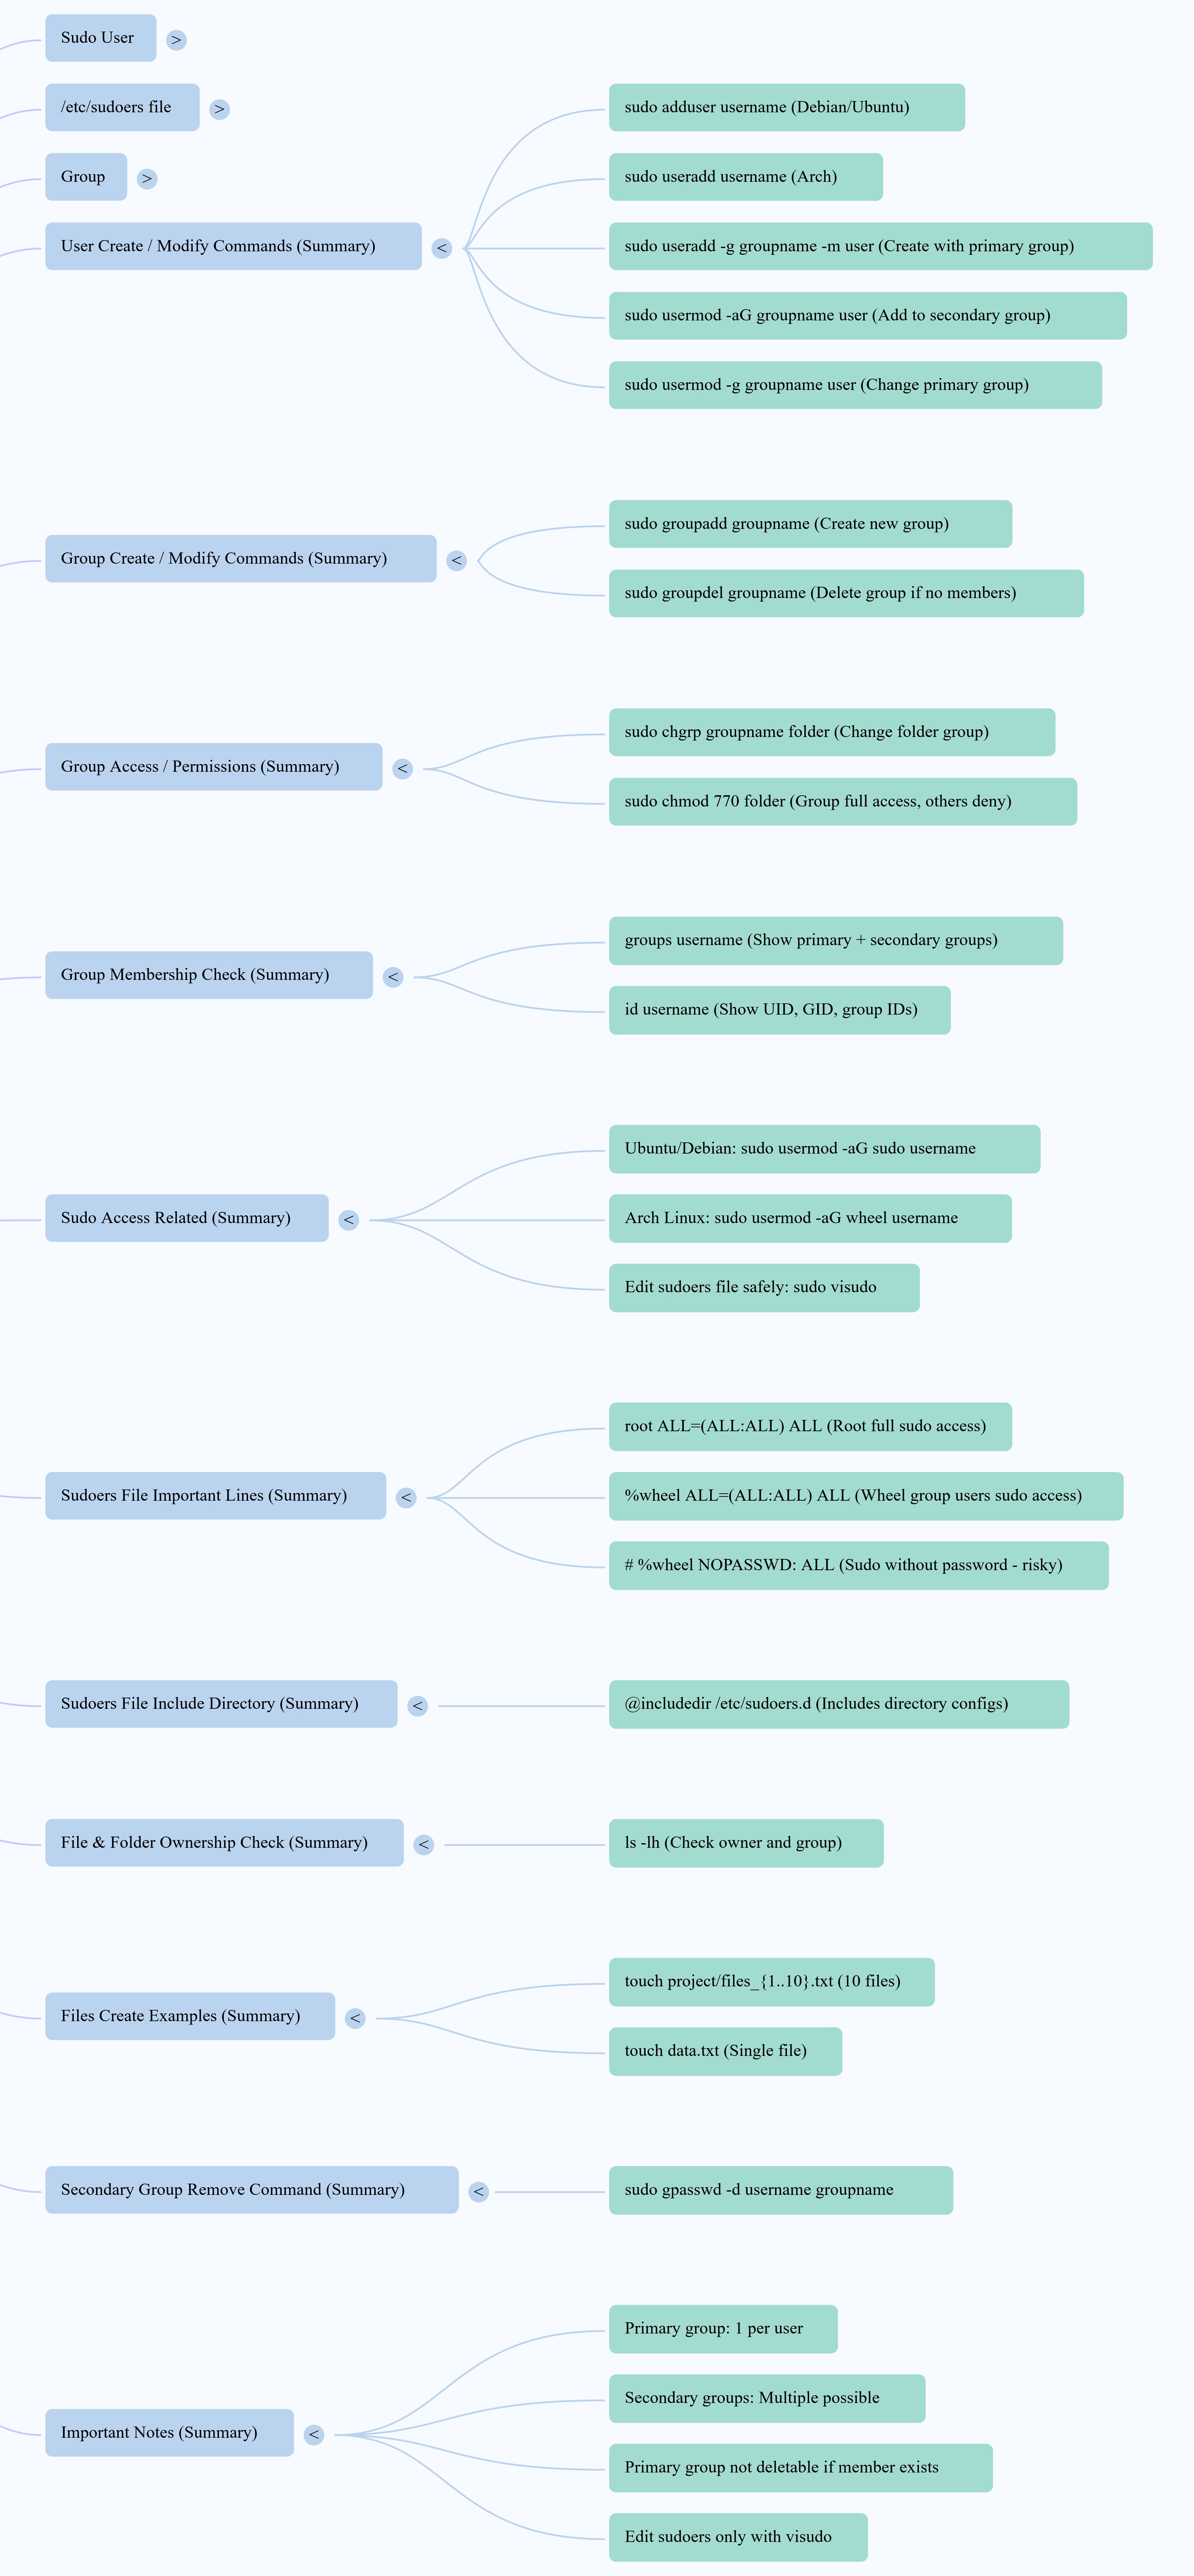 Sudo User
>
/etc/sudoers file
>
Group
>
User Create / Modify Commands (Summary)
<
sudo adduser username (Debian/Ubuntu)
sudo useradd username (Arch)
sudo useradd -g groupname -m user (Create with primary group)
sudo usermod -aG groupname user (Add to secondary group)
sudo usermod -g groupname user (Change primary group)
Group Create / Modify Commands (Summary)
<
sudo groupadd groupname (Create new group)
sudo groupdel groupname (Delete group if no members)
Group Access / Permissions (Summary)
<
sudo chgrp groupname folder (Change folder group)
sudo chmod 770 folder (Group full access, others deny)
Group Membership Check (Summary)
<
groups username (Show primary + secondary groups)
id username (Show UID, GID, group IDs)
Sudo Access Related (Summary)
<
Ubuntu/Debian: sudo usermod -aG sudo username
Arch Linux: sudo usermod -aG wheel username
Edit sudoers file safely: sudo visudo
Sudoers File Important Lines (Summary)
<
root ALL=(ALL:ALL) ALL (Root full sudo access)
%wheel ALL=(ALL:ALL) ALL (Wheel group users sudo access)
# %wheel NOPASSWD: ALL (Sudo without password - risky)
Sudoers File Include Directory (Summary)
<
@includedir /etc/sudoers.d (Includes directory configs)
File & Folder Ownership Check (Summary)
<
ls -lh (Check owner and group)
Files Create Examples (Summary)
<
touch project/files_{1..10}.txt (10 files)
touch data.txt (Single file)
Secondary Group Remove Command (Summary)
<
sudo gpasswd -d username groupname
Important Notes (Summary)
<
Primary group: 1 per user
Secondary groups: Multiple possible
Primary group not deletable if member exists
Edit sudoers only with visudo